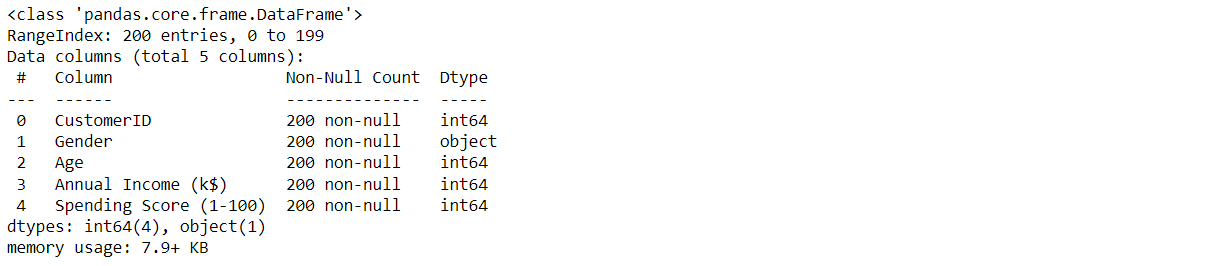 <class 'pandas.core.frame.DataFrame'>
RangeIndex: 200 entries, 0 to 199
Data columns (total 5 columns):
 #   Column                  Non-Null Count  Dtype
---  ------                  --------------  -----
 0   CustomerID              200 non-null    int64
 1   Gender                  200 non-null    object
 2   Age                     200 non-null    int64
 3   Annual Income (k$)      200 non-null    int64
 4   Spending Score (1-100)  200 non-null    int64
dtypes: int64(4), object(1)
memory usage: 7.9+ KB